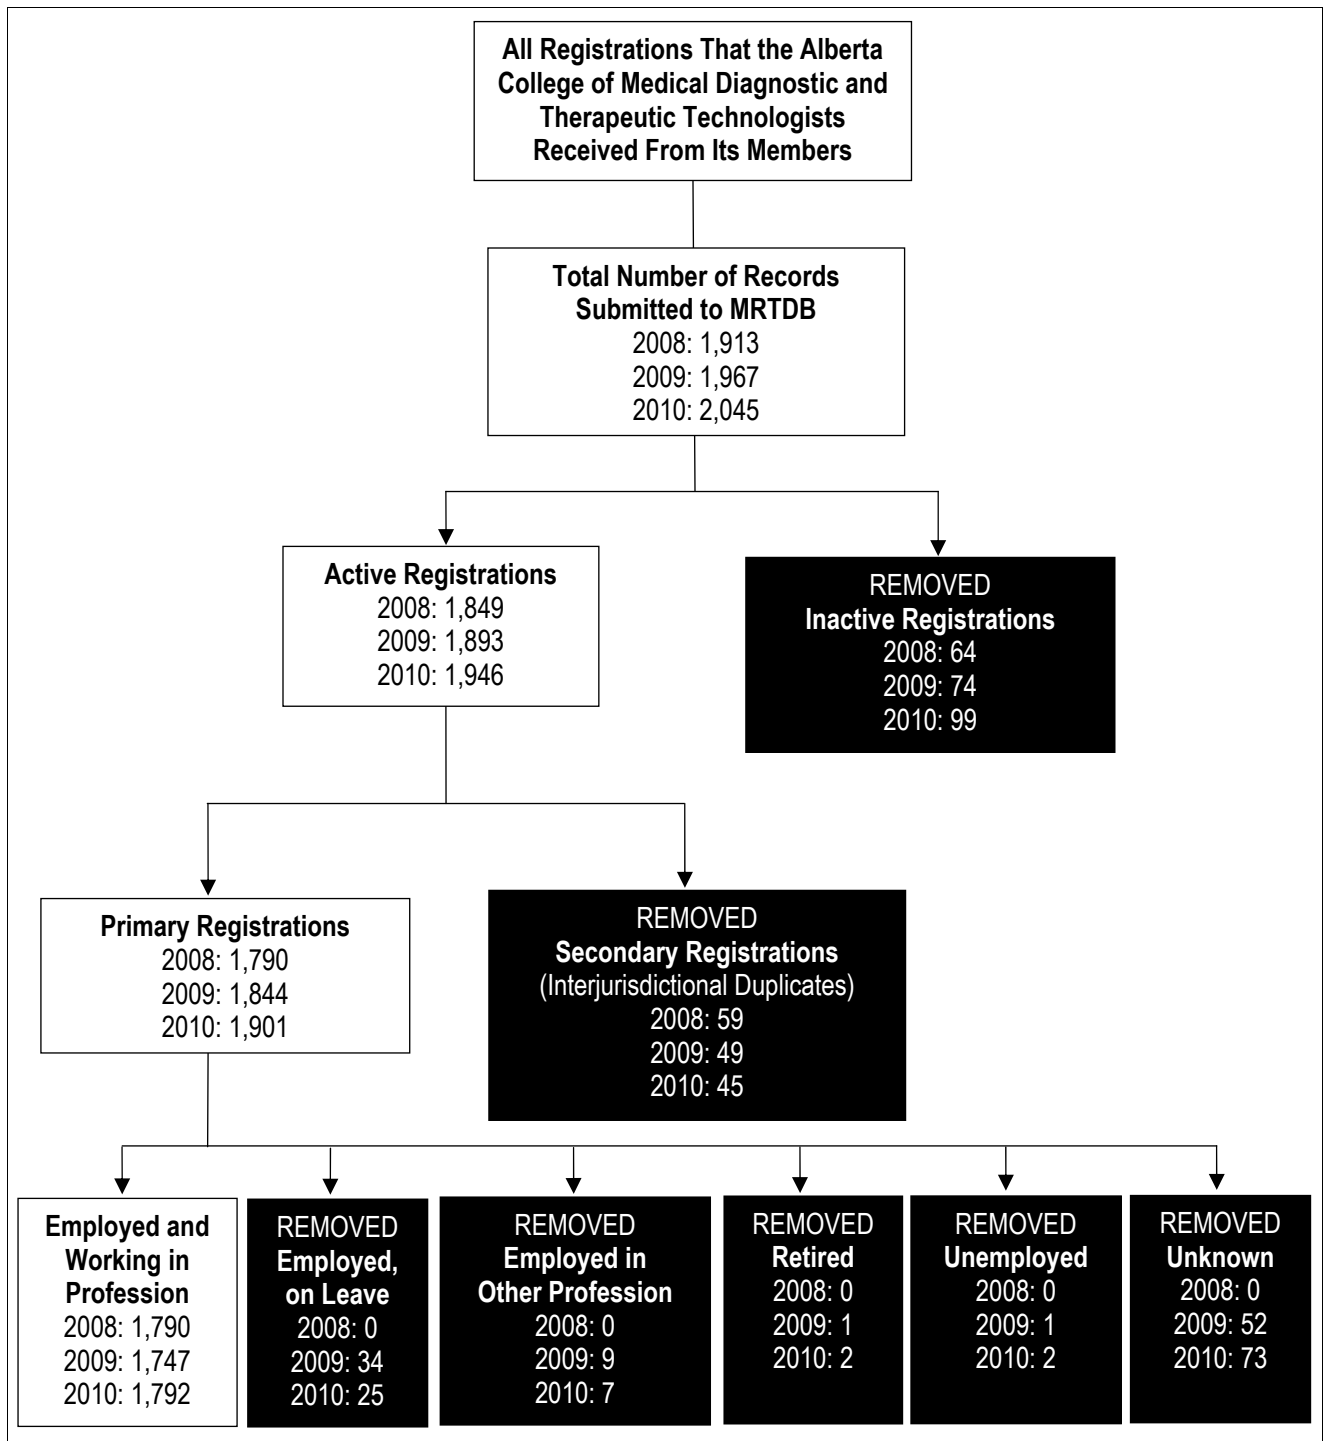 All Registrations That the Alberta
College of Medical Diagnostic and
Therapeutic Technologists
Received From Its Members
Total Number of Records
Submitted to MRTDB
2008: 1,913
2009: 1,967
2010: 2,045
Active Registrations
2008: 1,849
2009: 1,893
2010: 1,946
REMOVED
Inactive Registrations
2008: 64
2009: 74
2010: 99
Primary Registrations
2008: 1,790
2009: 1,844
2010: 1,901
REMOVED
Secondary Registrations
(Interjurisdictional Duplicates)
2008: 59
2009: 49
2010: 45
Employed and
Working in
Profession
2008: 1,790
2009: 1,747
2010: 1,792
REMOVED
Employed,
on Leave
2008: 0
2009: 34
2010: 25
REMOVED
Employed in
Other Profession
2008: 0
2009: 9
2010: 7
REMOVED
Retired
2008: 0
2009: 1
2010: 2
REMOVED
Unemployed
2008: 0
2009: 1
2010: 2
REMOVED
Unknown
2008: 0
2009: 52
2010: 73